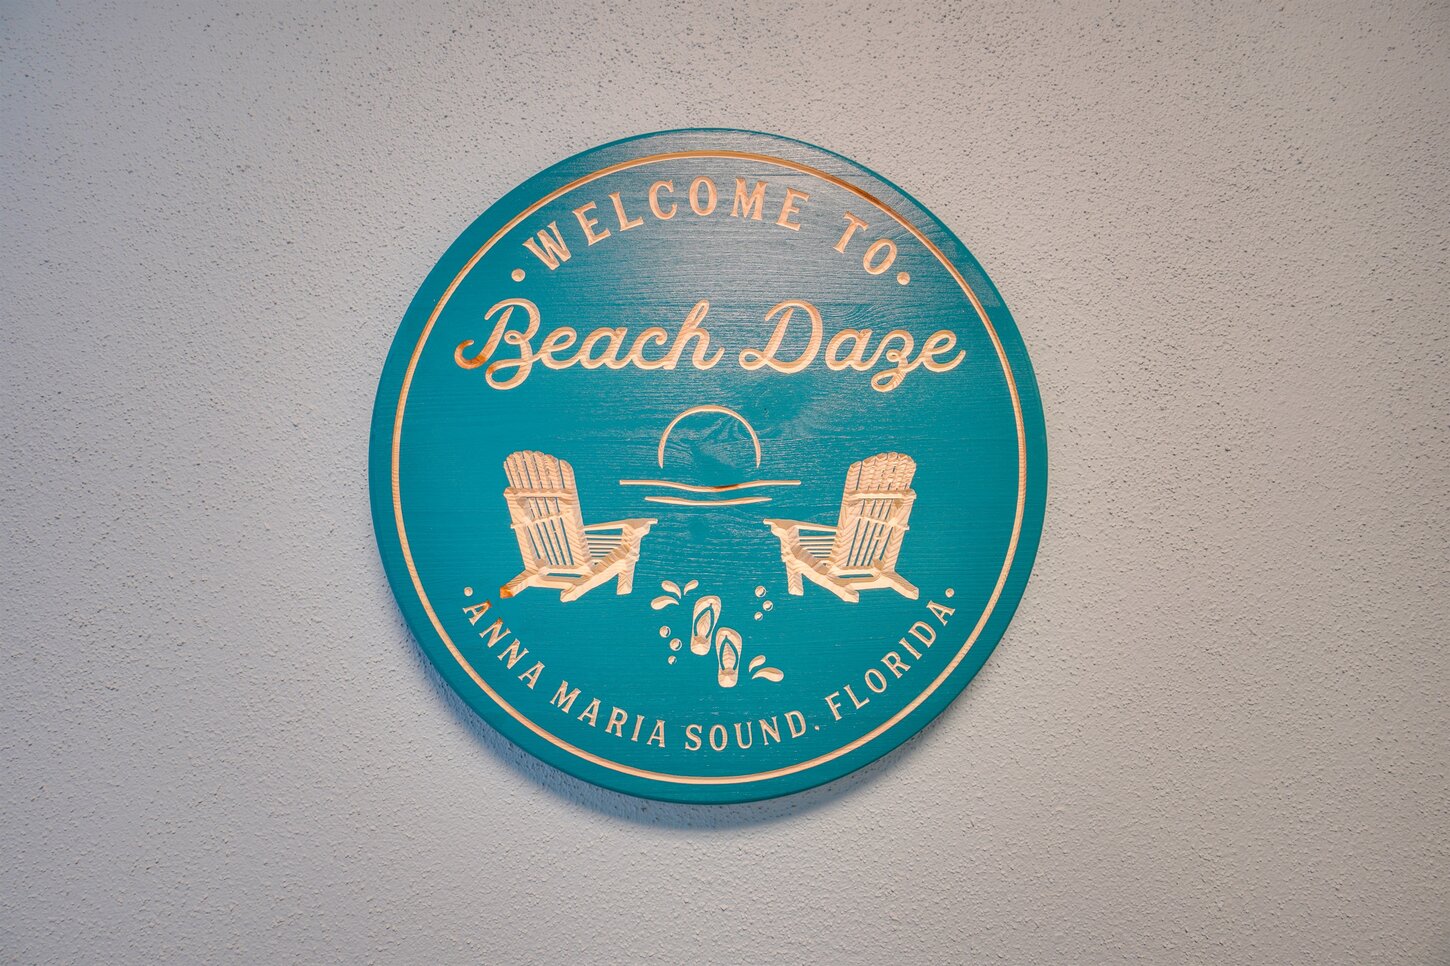 WELCOME TO
Beach Daze
ANNA MARIA SOUND, FLORIDA